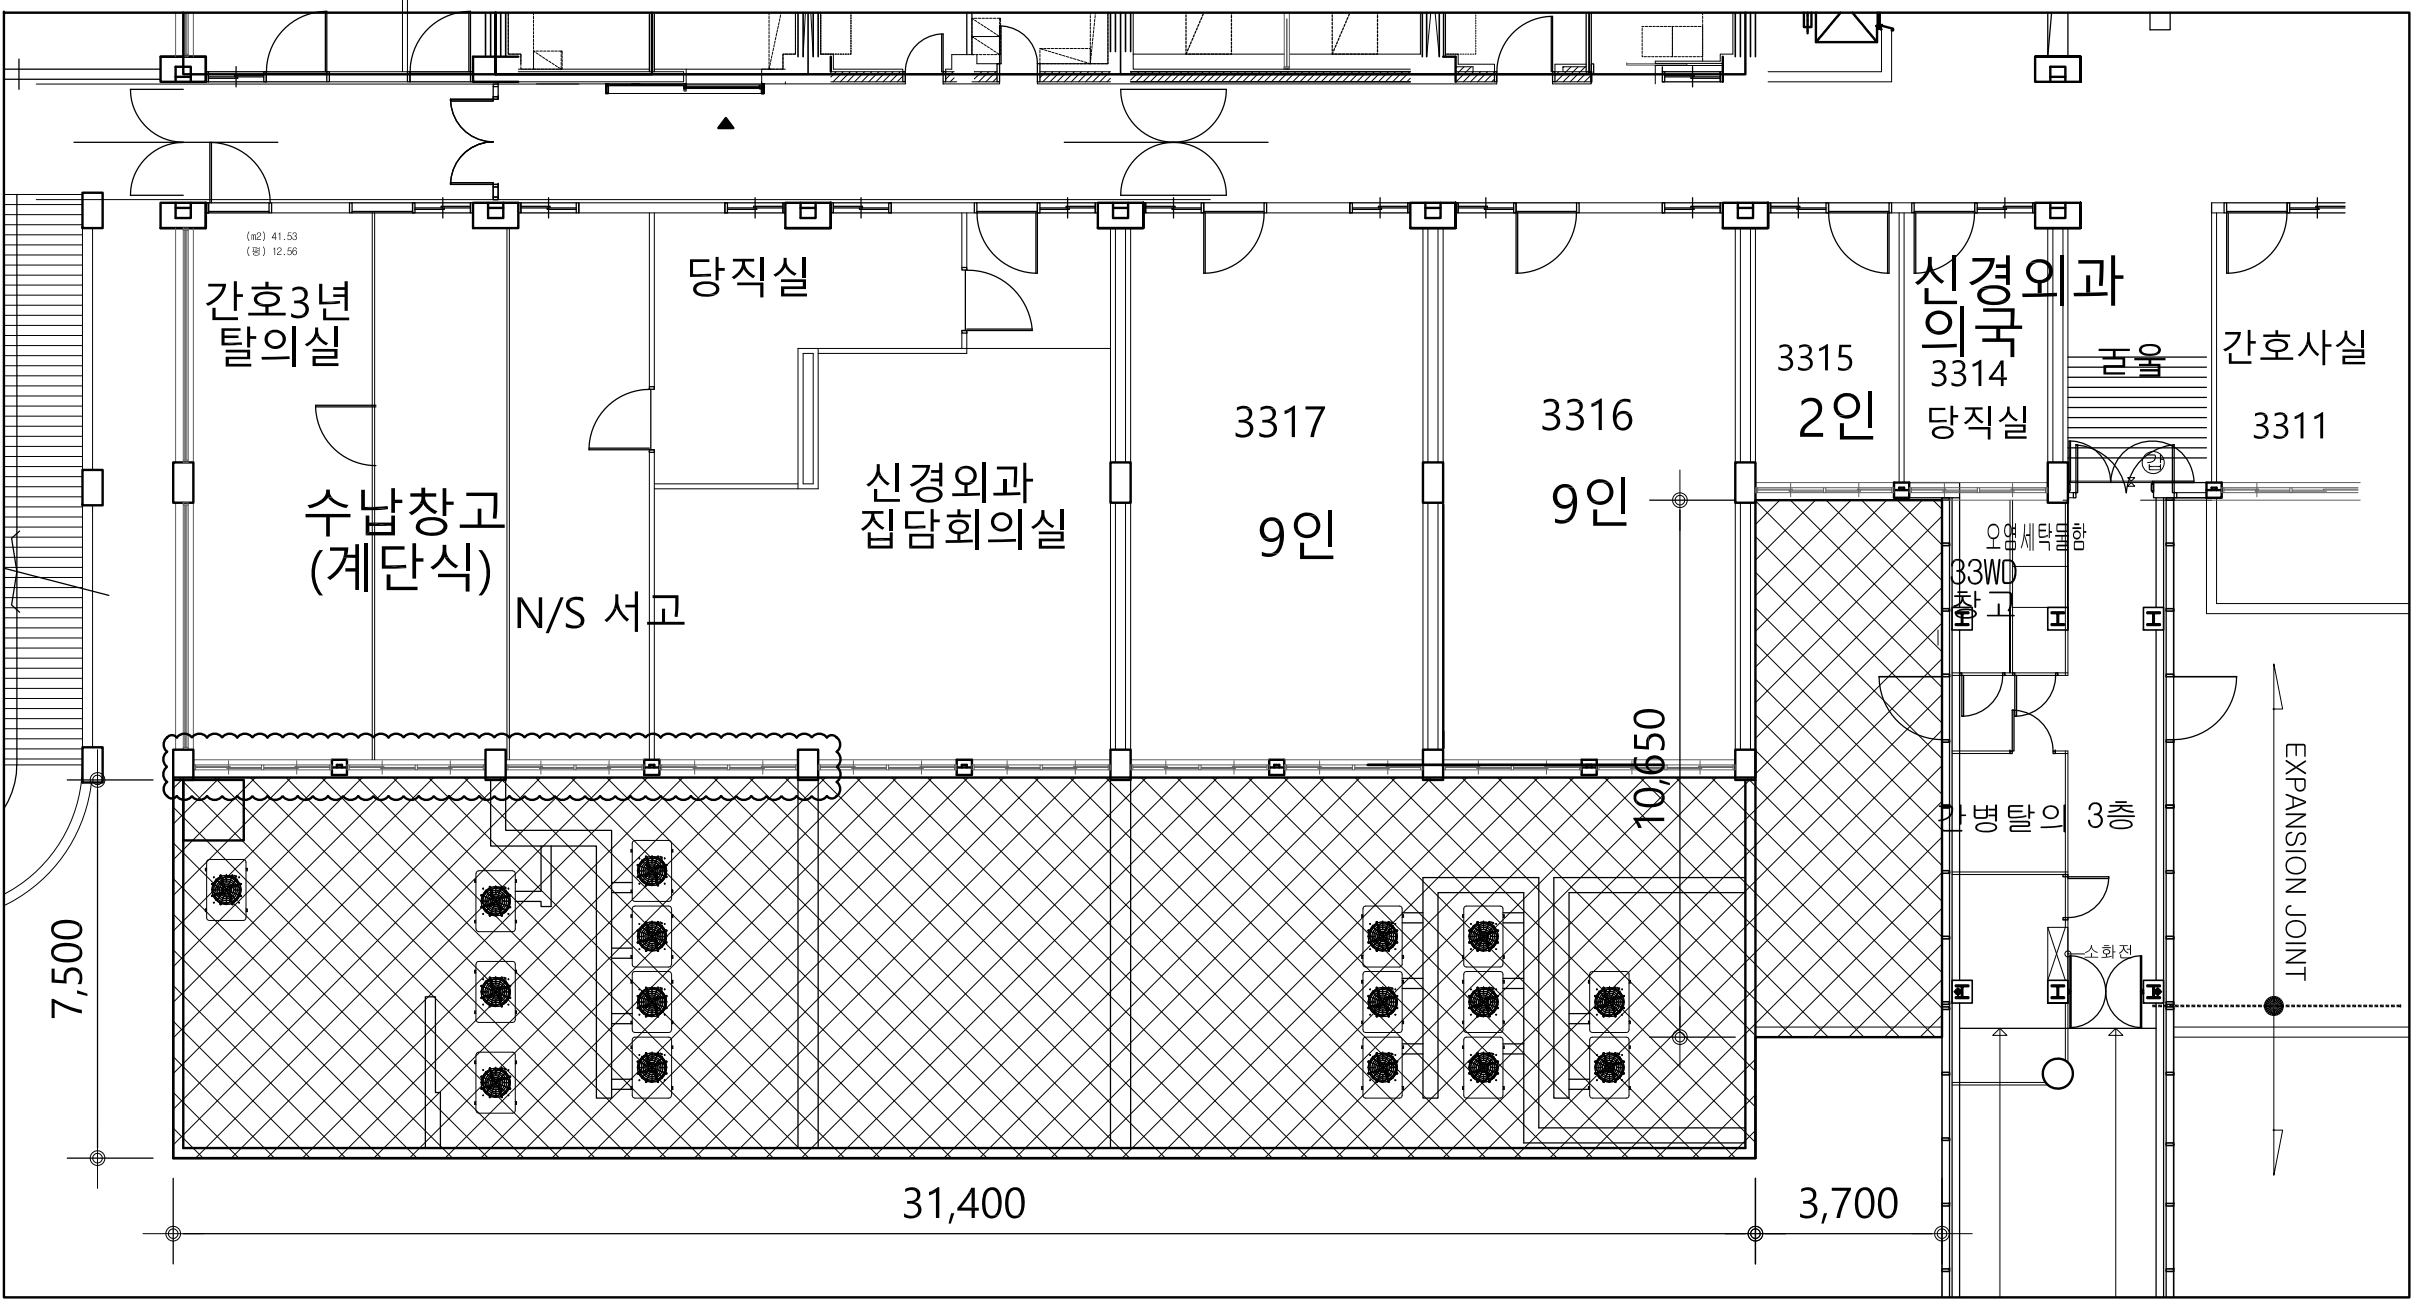 (m2) 41.53
(평) 12.56
간호3년
탈의실
당직실
수납창고
(계단식)
N/S 서고
신경외과
집담회의실
3317
9인
3316
9인
3315
2인
신경외과
의국
3314
당직실
굴울
간호사실
3311
갑
오염세탁물함
33WD
창고
간병탈의 3층
소화전
EXPANSION JOINT
10,650
7,500
31,400
3,700